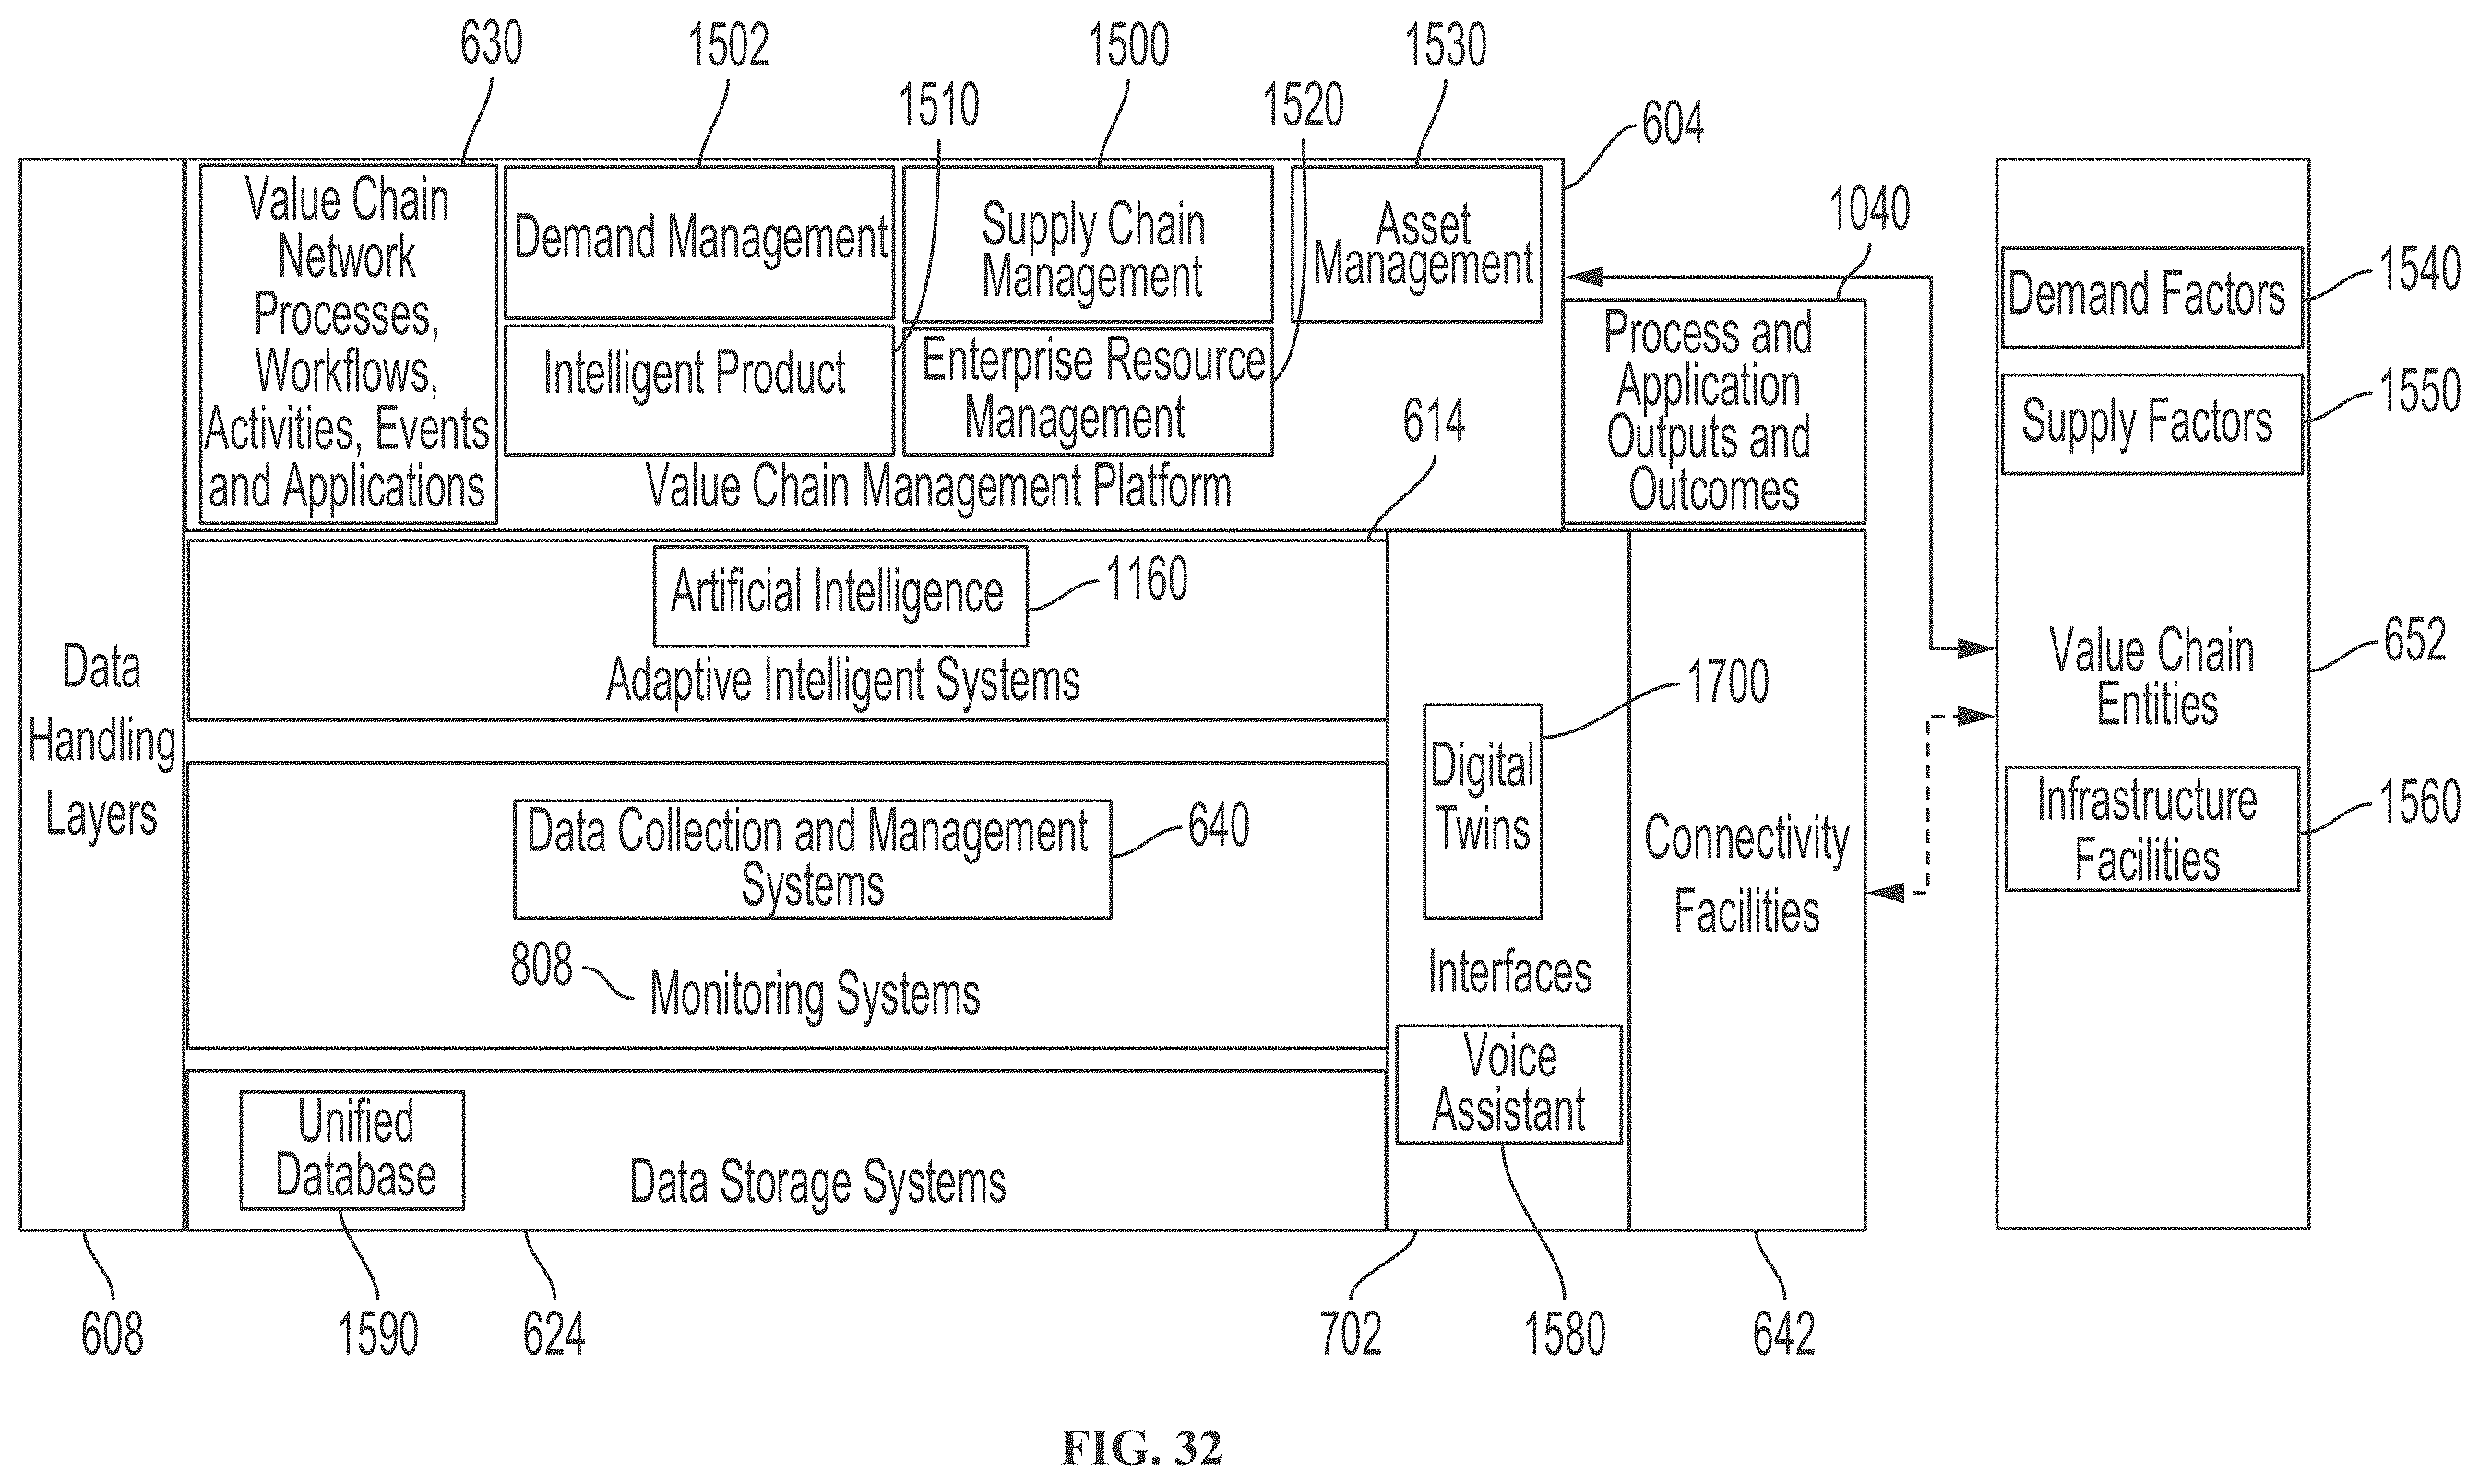 630
1502
1500
1530
1510
1520
604
1040
Value Chain
Network
Processes,
Workflows,
Activities, Events
and Applications
Demand Management
Supply Chain
Management
Asset
Management
Intelligent Product
Enterprise Resource
Management
Value Chain Management Platform
614
Process and
Application
Outputs and
Outcomes
Demand Factors
1540
Supply Factors
1550
Value Chain
Entities
652
Infrastructure
Facilities
1560
Data
Handling
Layers
Artificial Intelligence
1160
Adaptive Intelligent Systems
Data Collection and Management
Systems
640
808
Monitoring Systems
Unified
Database
Data Storage Systems
1700
Digital
Twins
Interfaces
Voice
Assistant
Connectivity
Facilities
608
1590
624
702
1580
642
FIG. 32